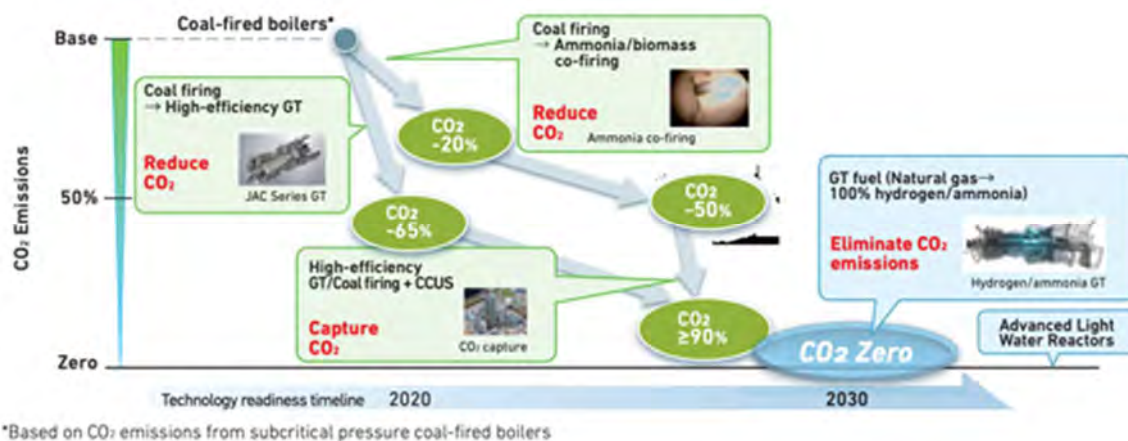 Coal-fired boilers*
Base
Coal firing
→ Ammonia/biomass
co-firing
Reduce
CO₂
Ammonia co-firing
Coal firing
→ High-efficiency GT
Reduce
CO₂
JAC Series GT
CO₂
-20%
CO₂ Emissions
50%
CO₂
-65%
CO₂
-50%
GT fuel (Natural gas→
100% hydrogen/ammonia)
Eliminate CO₂
emissions
Hydrogen/ammonia GT
High-efficiency
GT/Coal firing + CCUS
Capture
CO₂
CO₂ capture
CO₂
≥90%
CO₂ Zero
Advanced Light
Water Reactors
Zero
Technology readiness timeline
2020
2030
*Based on CO₂ emissions from subcritical pressure coal-fired boilers